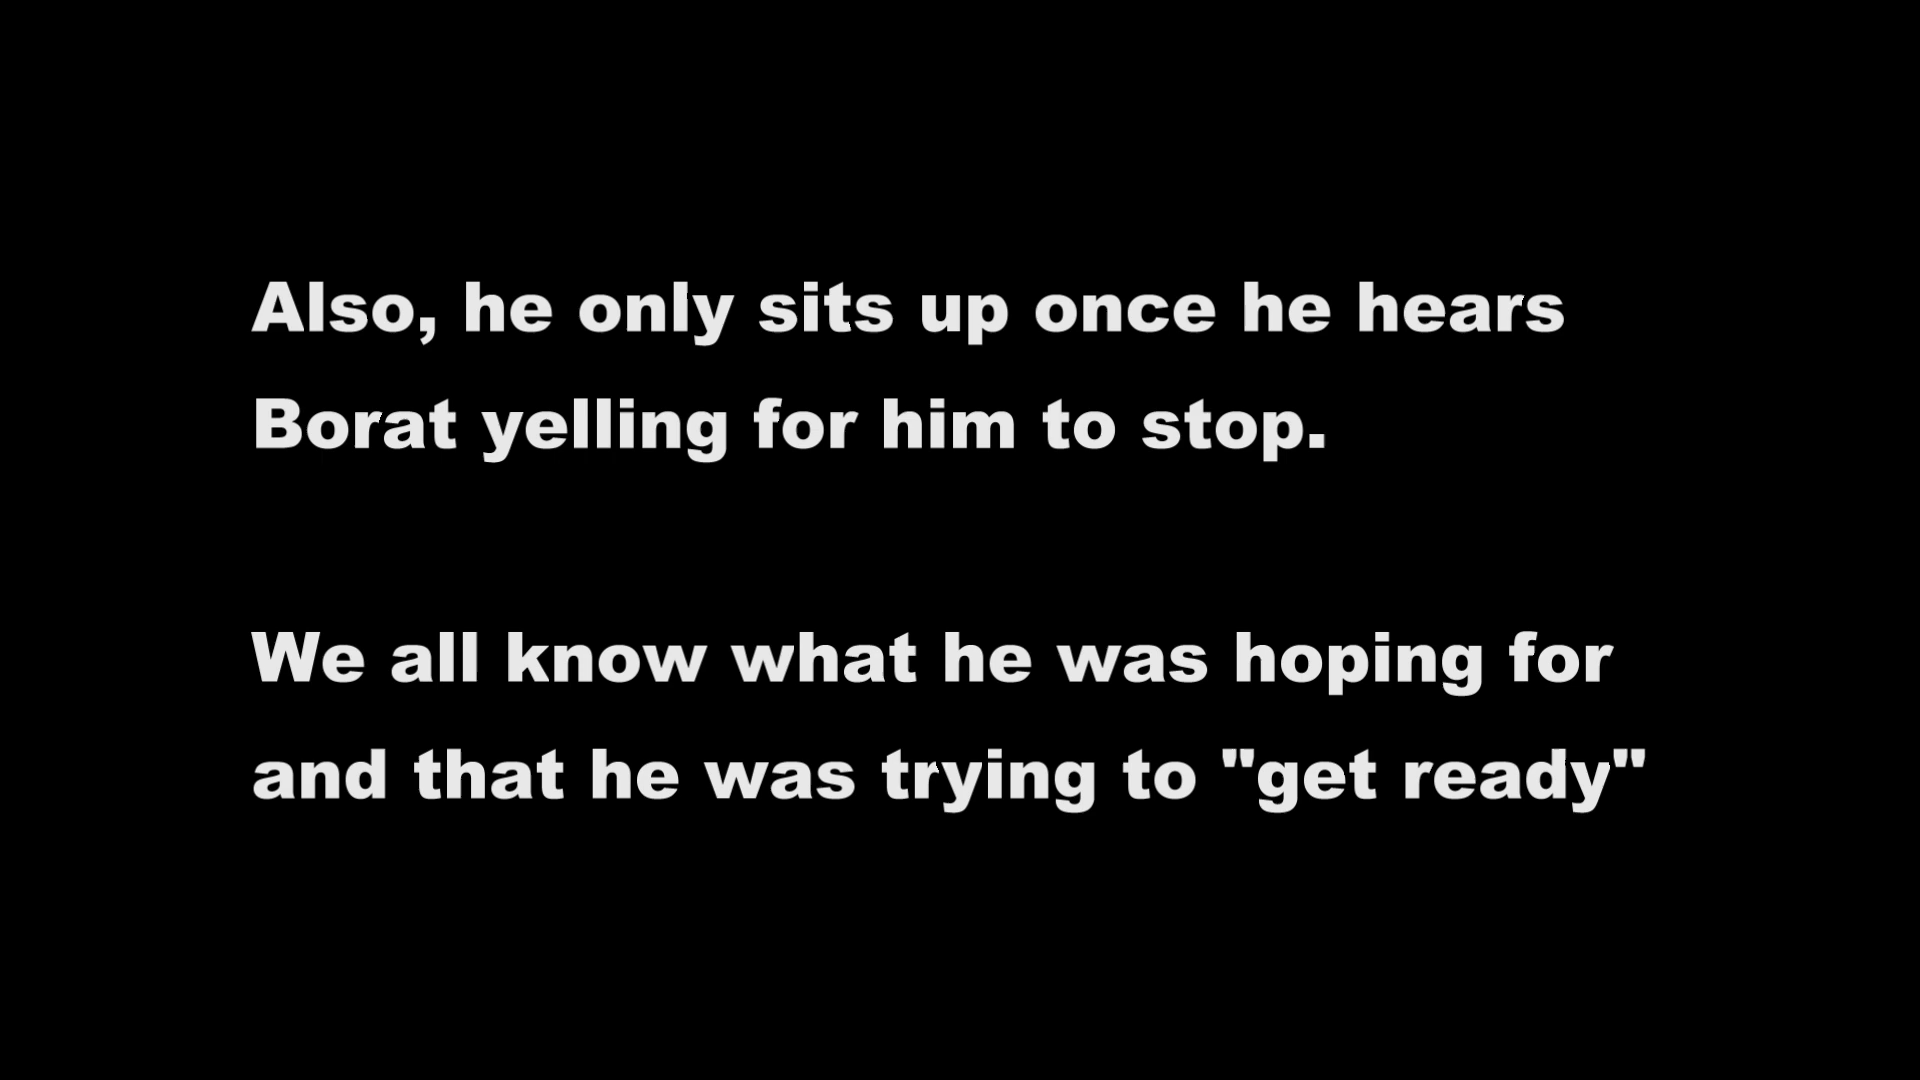 Also, he only sits up once he hears
Borat yelling for him to stop.
We all know what he was hoping for
and that he was trying to "get ready"